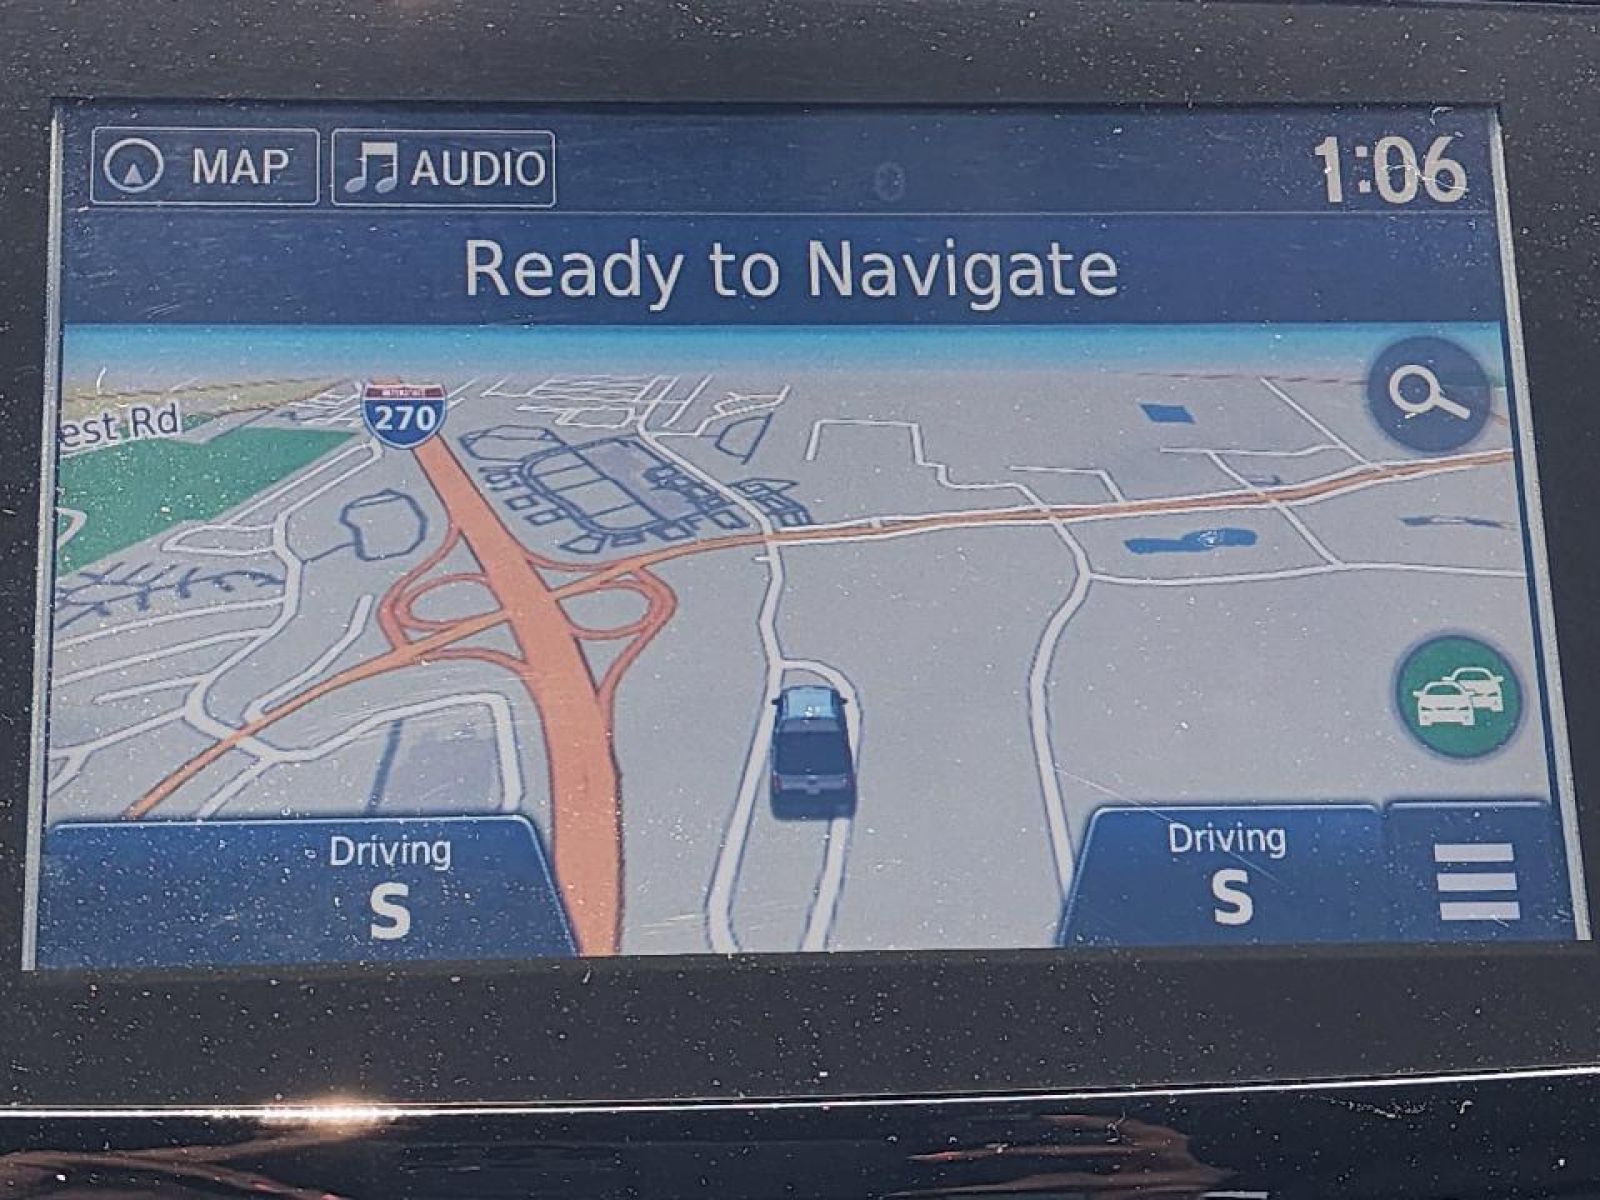 MAP
AUDIO
1:06
Ready to Navigate
est Rd
270
Driving
S
Driving
S